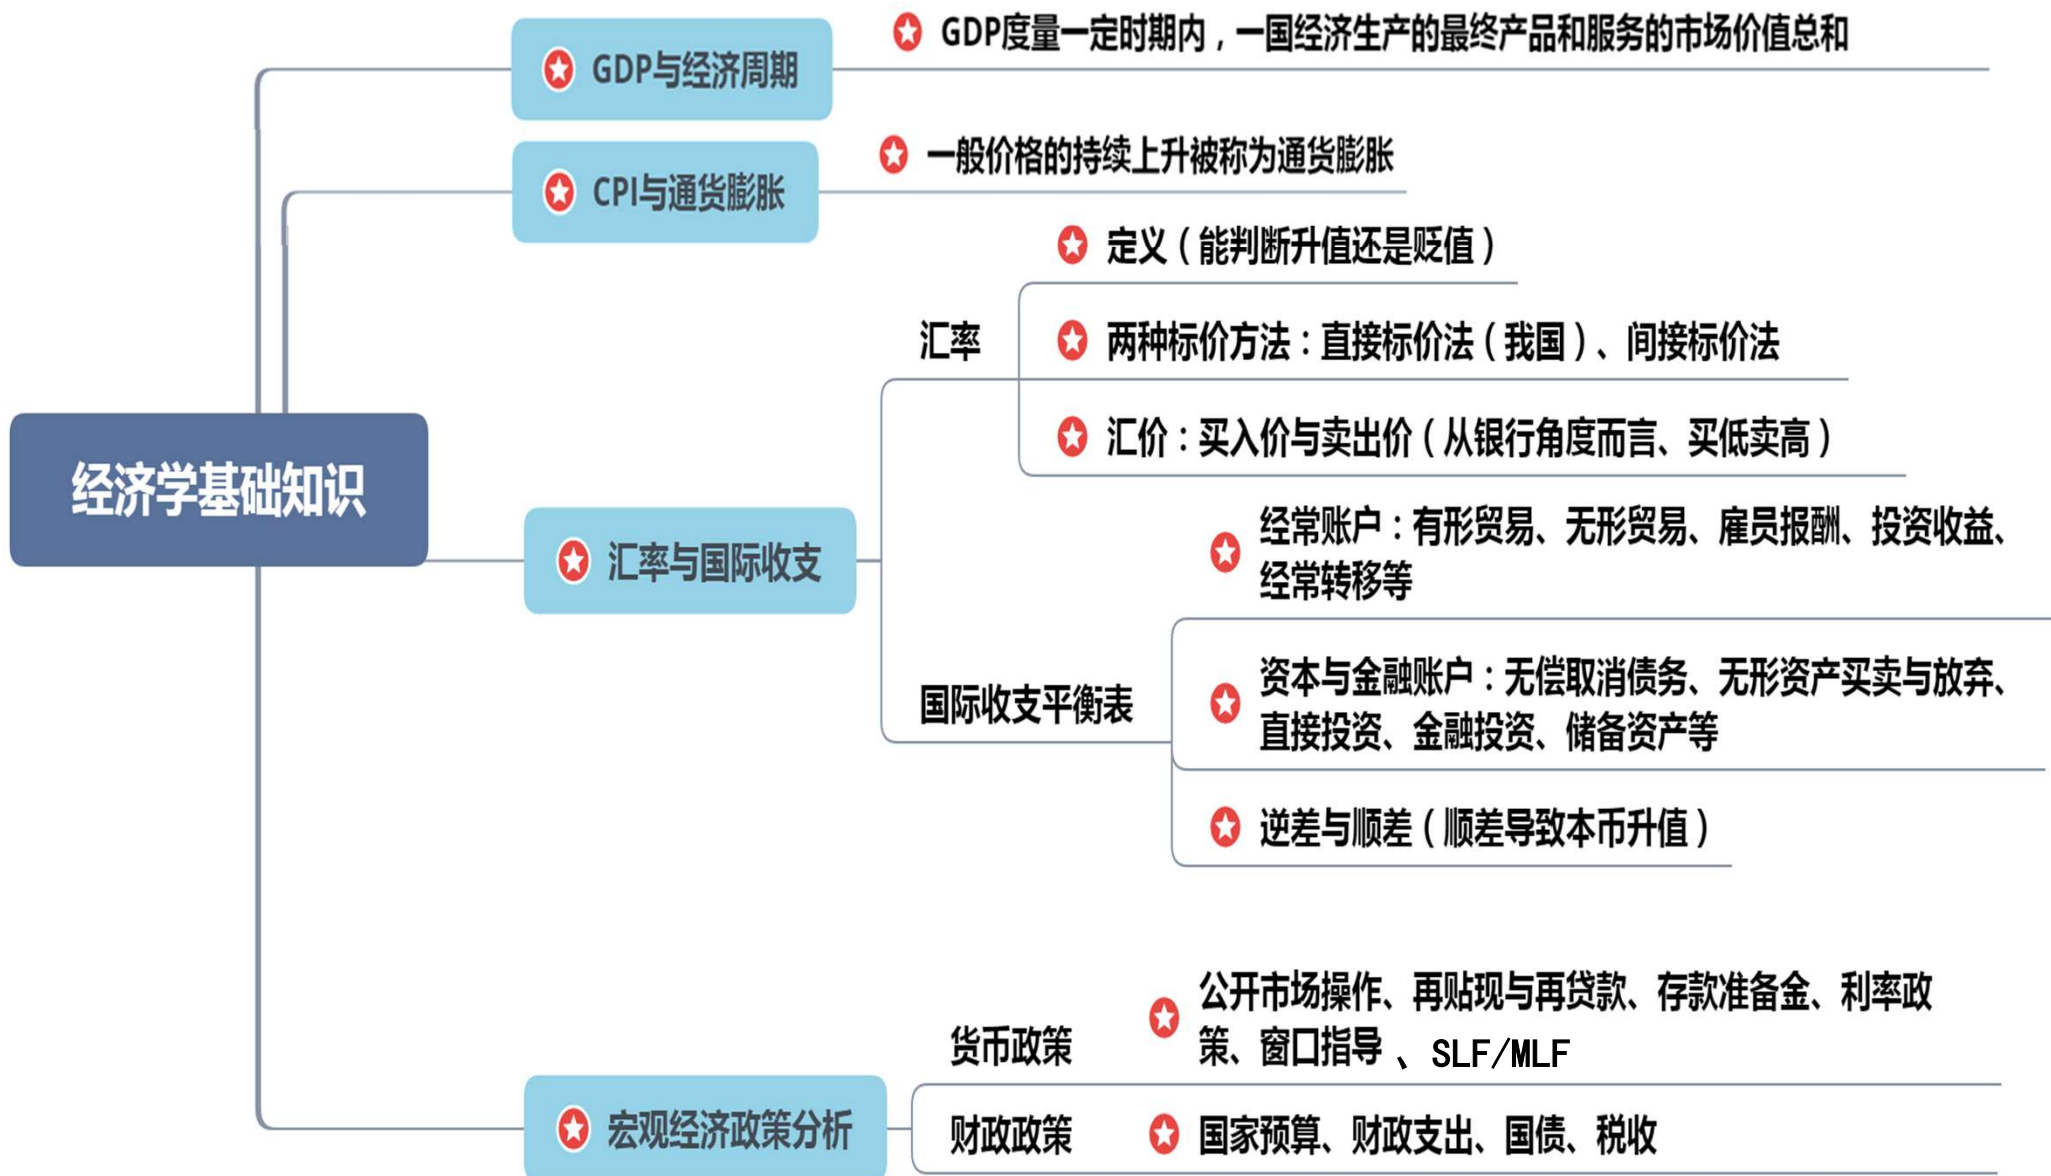 GDP与经济周期
GDP度量一定时期内，一国经济生产的最终产品和服务的市场价值总和
CPI与通货膨胀
一般价格的持续上升被称为通货膨胀
经济学基础知识
汇率与国际收支
汇率
定义（能判断升值还是贬值）
两种标价方法：直接标价法（我国）、间接标价法
汇价：买入价与卖出价（从银行角度而言、买低卖高）
国际收支平衡表
经常账户：有形贸易、无形贸易、雇员报酬、投资收益、
经常转移等
资本与金融账户：无偿取消债务、无形资产买卖与放弃、
直接投资、金融投资、储备资产等
逆差与顺差（顺差导致本币升值）
宏观经济政策分析
货币政策
公开市场操作、再贴现与再贷款、存款准备金、利率政
策、窗口指导 、SLF/MLF
财政政策
国家预算、财政支出、国债、税收